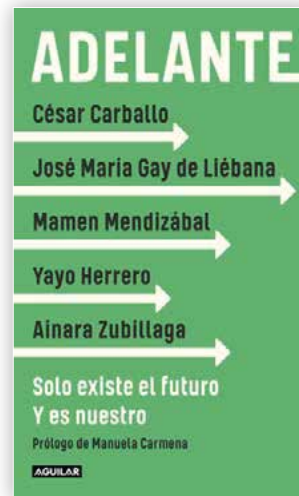 ADELANTE
César Carballo
José María Gay de Liébana
Mamen Mendizábal
Yayo Herrero
Ainara Zubillaga
Solo existe el futuro
Y es nuestro
Prólogo de Manuela Carmena
AGUILAR